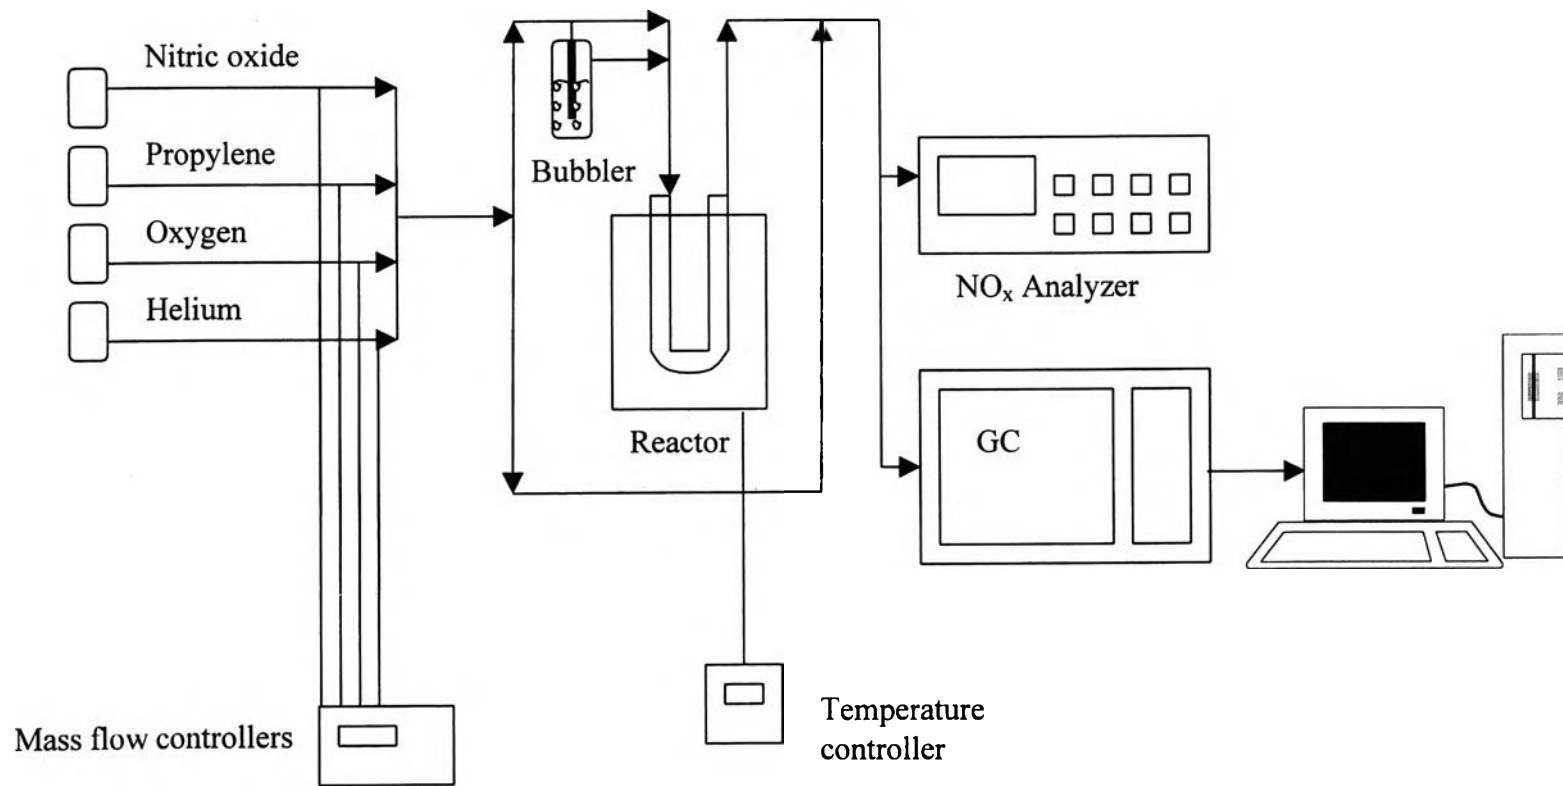 Nitric oxide
Propylene
Oxygen
Helium
Bubbler
Reactor
NOₓ Analyzer
GC
Mass flow controllers
Temperature
controller